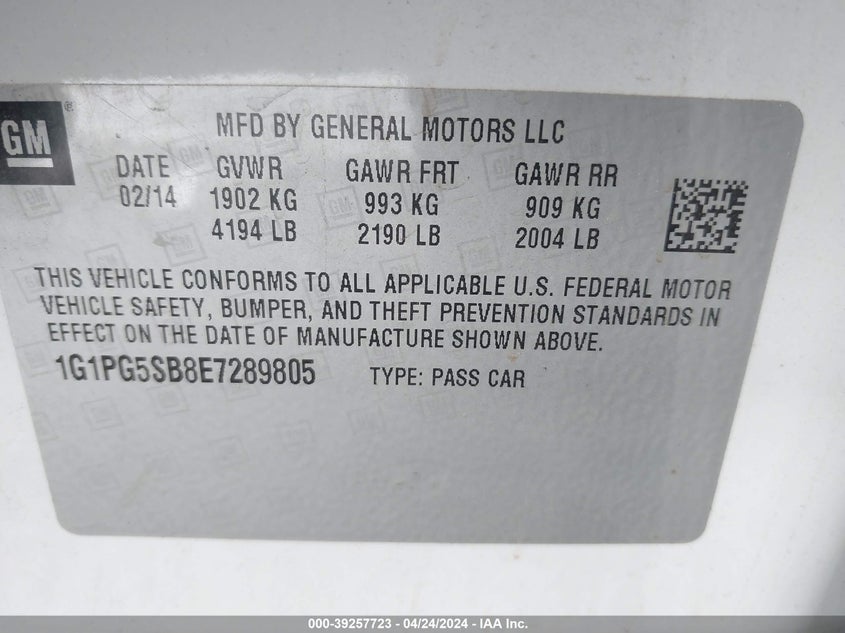 GM ®
MFD BY GENERAL MOTORS LLC
DATE GVWR GAWR FRT GAWR RR
02/14 1902 KG 993 KG 909 KG
4194 LB 2190 LB 2004 LB
THIS VEHICLE CONFORMS TO ALL APPLICABLE U.S. FEDERAL MOTOR
VEHICLE SAFETY, BUMPER, AND THEFT PREVENTION STANDARDS IN
EFFECT ON THE DATE OF MANUFACTURE SHOWN ABOVE.
1G1PG5SB8E7289805 TYPE: PASS CAR
000-39257723 - 04/24/2024 - IAAI.com